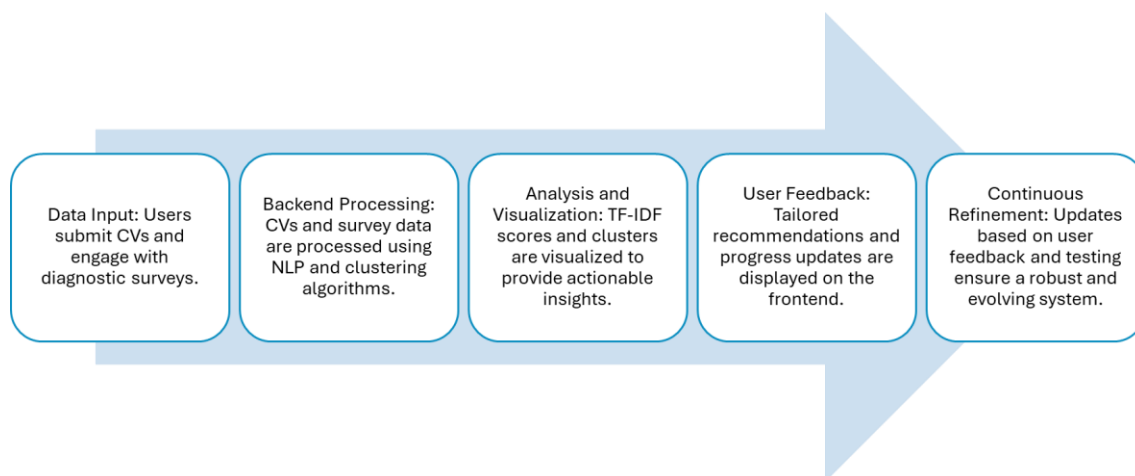 Data Input: Users
submit CVs and
engage with
diagnostic surveys.
Backend Processing:
CVs and survey data
are processed using
NLP and clustering
algorithms.
Analysis and
Visualization: TF-IDF
scores and clusters
are visualized to
provide actionable
insights.
User Feedback:
Tailored
recommendations and
progress updates are
displayed on the
frontend.
Continuous
Refinement: Updates
based on user
feedback and testing
ensure a robust and
evolving system.